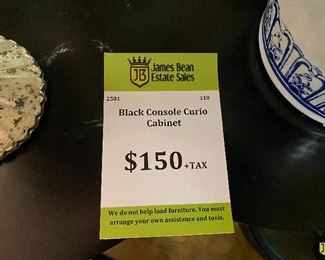 JB
James Bean
Estate Sales
2581 110
Black Console Curio
Cabinet
$150 +TAX
We do not help load furniture. You must
arrange your own assistance and tools.